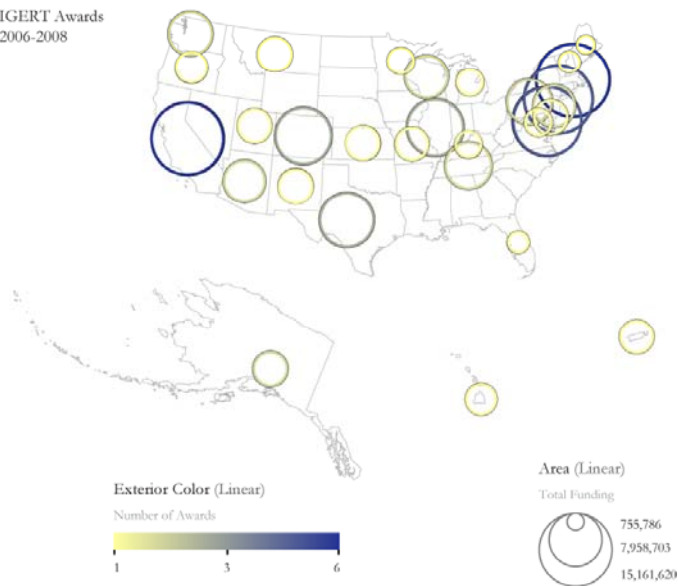 IGERT Awards
2006-2008
Exterior Color (Linear)
Number of Awards
1 3 6
Area (Linear)
Total Funding
755,786
7,958,703
15,161,620